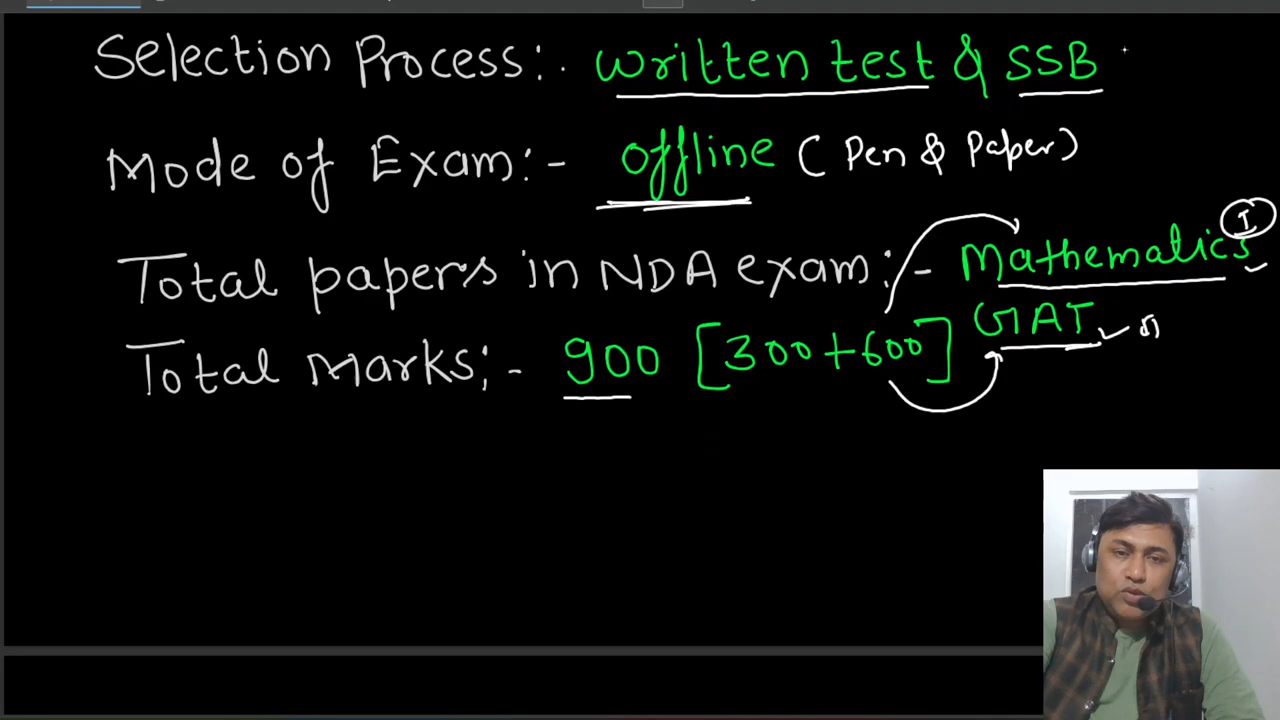 Selection Process:- written test & SSB
Mode of Exam:- offline (Pen & Paper)
Total papers in NDA exam:- Mathematics I
GAT
Total Marks:- 900 [300+600]